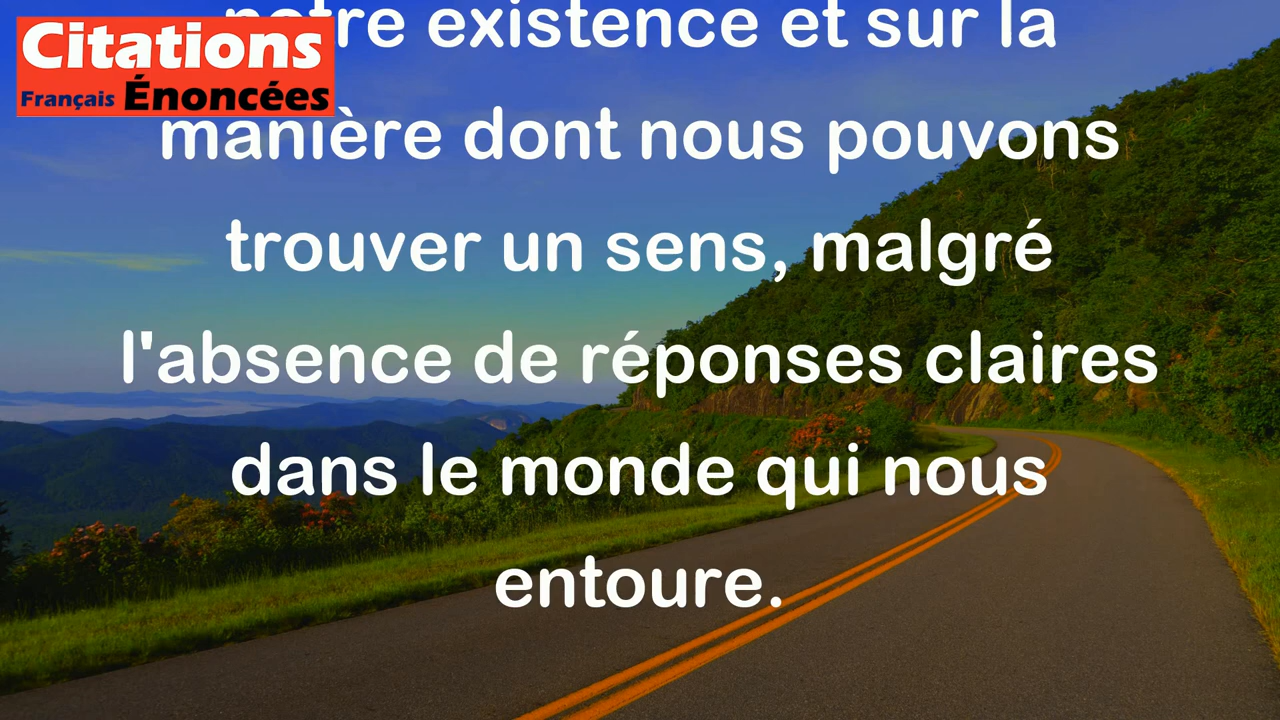 Citations
Français Énoncées
notre existence et sur la
manière dont nous pouvons
trouver un sens, malgré
l'absence de réponses claires
dans le monde qui nous
entoure.